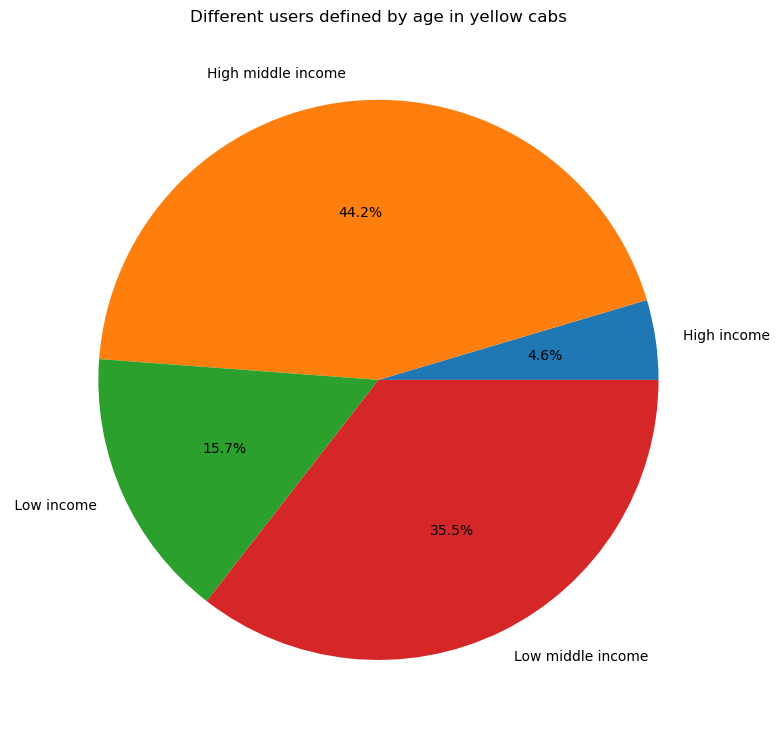 Different users defined by age in yellow cabs
High middle income
44.2%
High income
4.6%
15.7%
Low income
35.5%
Low middle income